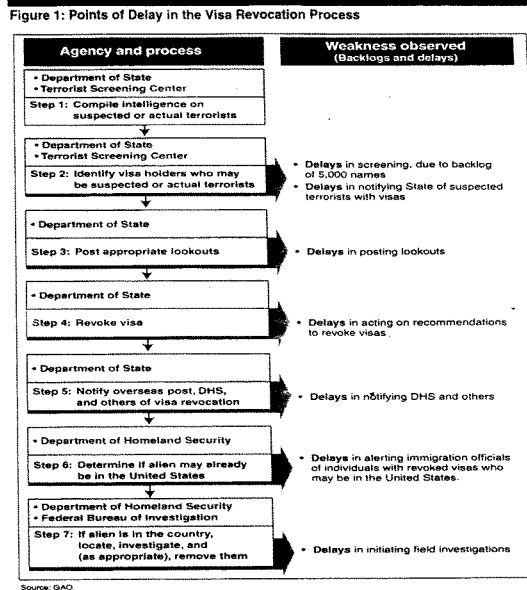 Figure 1: Points of Delay in the Visa Revocation Process
Agency and process
Weakness observed
(Backlogs and delays)
• Department of State
• Terrorist Screening Center
Step 1: Compile intelligence on
suspected or actual terrorists
• Department of State
• Terrorist Screening Center
Step 2: Identify visa holders who may
be suspected or actual terrorists
• Delays in screening, due to backlog
of 5,000 names
• Delays in notifying State of suspected
terrorists with visas
• Department of State
Step 3: Post appropriate lookouts
• Delays in posting lookouts
• Department of State
Step 4: Revoke visa
• Delays in acting on recommendations
to revoke visas.
• Department of State
Step 5: Notify overseas post, DHS,
and others of visa revocation
• Delays in notifying DHS and others
• Department of Homeland Security
Step 6: Determine if alien may already
be in the United States
• Delays in alerting immigration officials
of individuals with revoked visas who
may be in the United States.
• Department of Homeland Security
• Federal Bureau of Investigation
Step 7: If alien is in the country,
locate, investigate, and
(as appropriate), remove them
• Delays in initiating field investigations
Source: GAO.